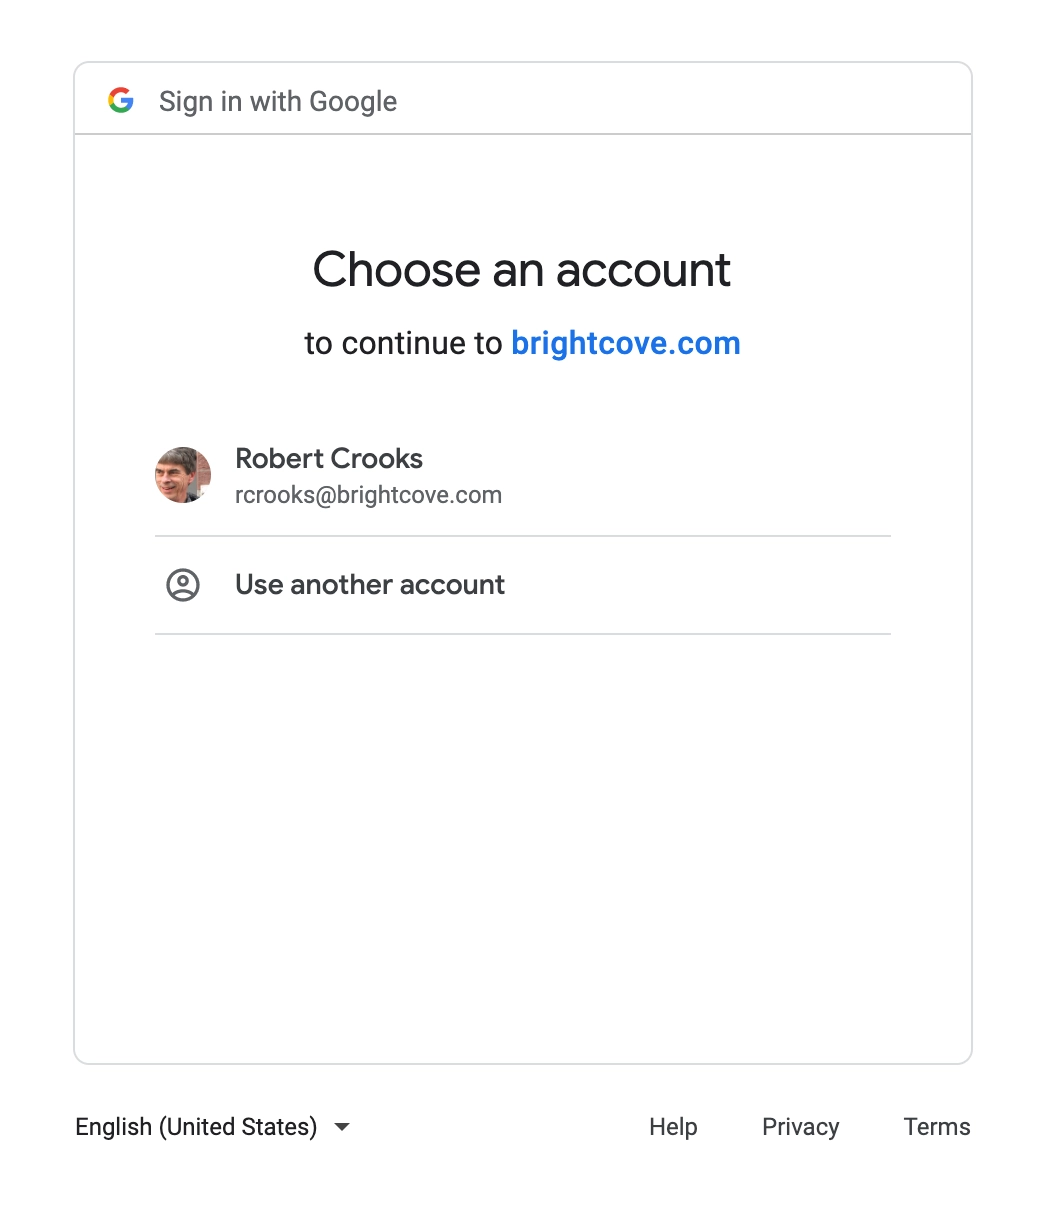 Sign in with Google
Choose an account
to continue to brightcove.com
Robert Crooks
rcrooks@brightcove.com
Use another account
English (United States)
Help Privacy Terms